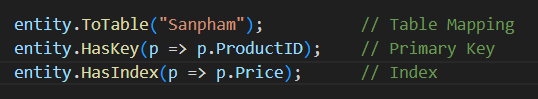 entity.ToTable("Sanpham");          // Table Mapping
entity.HasKey(p => p.ProductID);    // Primary Key
entity.HasIndex(p => p.Price);      // Index